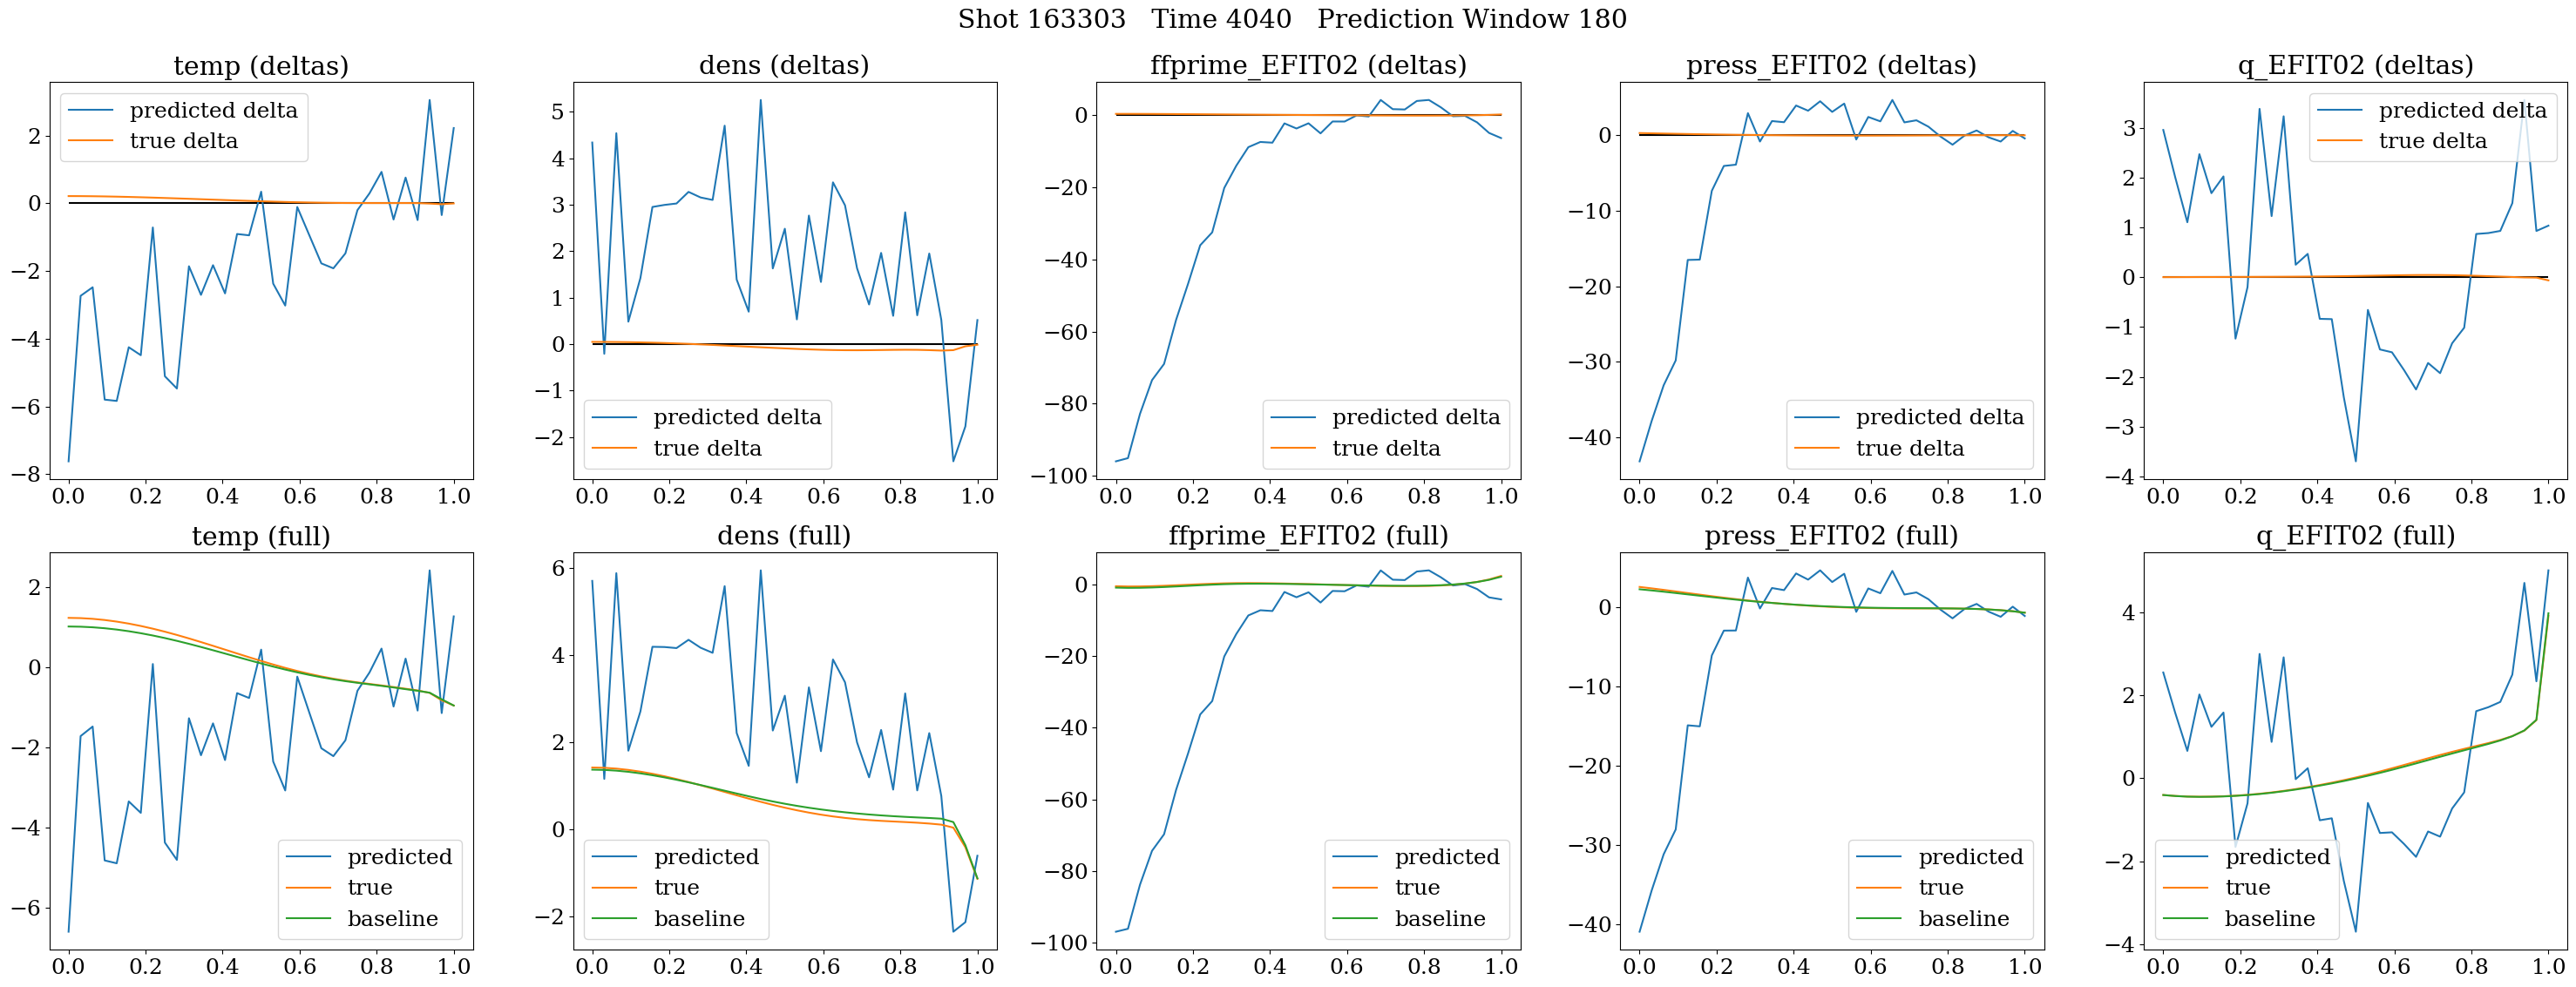 Shot 163303   Time 4040   Prediction Window 180
temp (deltas)
2
0
−2
−4
−6
−8
0.0 0.2 0.4 0.6 0.8 1.0
predicted delta
true delta
dens (deltas)
5
4
3
2
1
0
−1
−2
0.0 0.2 0.4 0.6 0.8 1.0
predicted delta
true delta
ffprime_EFIT02 (deltas)
0
−20
−40
−60
−80
−100
0.0 0.2 0.4 0.6 0.8 1.0
predicted delta
true delta
press_EFIT02 (deltas)
0
−10
−20
−30
−40
0.0 0.2 0.4 0.6 0.8 1.0
predicted delta
true delta
q_EFIT02 (deltas)
3
2
1
0
−1
−2
−3
−4
0.0 0.2 0.4 0.6 0.8 1.0
predicted delta
true delta
temp (full)
2
0
−2
−4
−6
0.0 0.2 0.4 0.6 0.8 1.0
predicted
true
baseline
dens (full)
6
4
2
0
−2
0.0 0.2 0.4 0.6 0.8 1.0
predicted
true
baseline
ffprime_EFIT02 (full)
0
−20
−40
−60
−80
−100
0.0 0.2 0.4 0.6 0.8 1.0
predicted
true
baseline
press_EFIT02 (full)
0
−10
−20
−30
−40
0.0 0.2 0.4 0.6 0.8 1.0
predicted
true
baseline
q_EFIT02 (full)
4
2
0
−2
−4
0.0 0.2 0.4 0.6 0.8 1.0
predicted
true
baseline